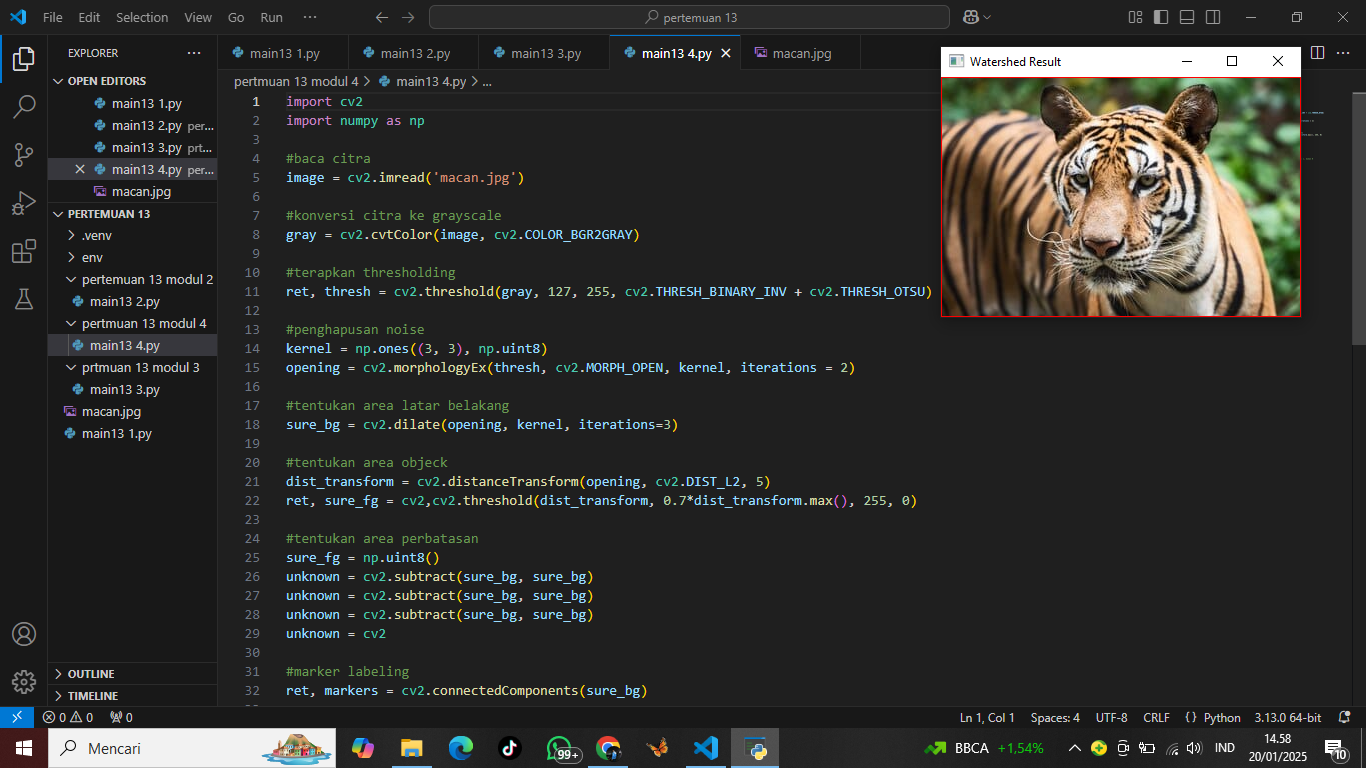 File Edit Selection View Go Run ··· pertemuan 13
EXPLORER ···
OPEN EDITORS
main13 1.py
main13 2.py per...
main13 3.py prt...
main13 4.py per...
macan.jpg
PERTEMUAN 13
.venv
env
pertemuan 13 modul 2
main13 2.py
pertmuan 13 modul 4
main13 4.py
prtmuan 13 modul 3
main13 3.py
macan.jpg
main13 1.py
OUTLINE
TIMELINE
main13 1.py main13 2.py main13 3.py main13 4.py macan.jpg
pertmuan 13 modul 4 > main13 4.py > ...
1 import cv2
2 import numpy as np
3
4 #baca citra
5 image = cv2.imread('macan.jpg')
6
7 #konversi citra ke grayscale
8 gray = cv2.cvtColor(image, cv2.COLOR_BGR2GRAY)
9
10 #terapkan thresholding
11 ret, thresh = cv2.threshold(gray, 127, 255, cv2.THRESH_BINARY_INV + cv2.THRESH_OTSU)
12
13 #penghapusan noise
14 kernel = np.ones((3, 3), np.uint8)
15 opening = cv2.morphologyEx(thresh, cv2.MORPH_OPEN, kernel, iterations = 2)
16
17 #tentukan area latar belakang
18 sure_bg = cv2.dilate(opening, kernel, iterations=3)
19
20 #tentukan area objeck
21 dist_transform = cv2.distanceTransform(opening, cv2.DIST_L2, 5)
22 ret, sure_fg = cv2,cv2.threshold(dist_transform, 0.7*dist_transform.max(), 255, 0)
23
24 #tentukan area perbatasan
25 sure_fg = np.uint8()
26 unknown = cv2.subtract(sure_bg, sure_bg)
27 unknown = cv2.subtract(sure_bg, sure_bg)
28 unknown = cv2.subtract(sure_bg, sure_bg)
29 unknown = cv2
30
31 #marker labeling
32 ret, markers = cv2.connectedComponents(sure_bg)
Watershed Result
0 0 0 Ln 1, Col 1 Spaces: 4 UTF-8 CRLF {} Python 3.13.0 64-bit
Mencari
99+
BBCA +1,54%
IND
14.58
20/01/2025
10